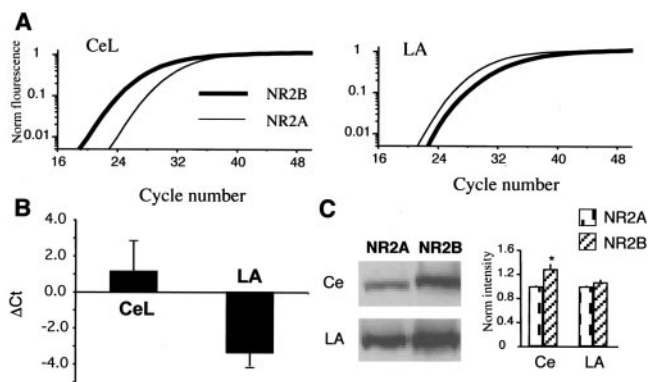 A
CeL
LA
Norm flourescence
1
0.1
0.01
NR2B
NR2A
16 24 32 40 48
Cycle number
1
0.1
0.01
16 24 32 40 48
Cycle number
B
ΔCt
4.0
2.0
0.0
-2.0
-4.0
CeL
LA
C
NR2A NR2B
Ce
LA
NR2A
NR2B
Norm intensity
1.6
1.2
0.8
0.4
0
*
Ce LA